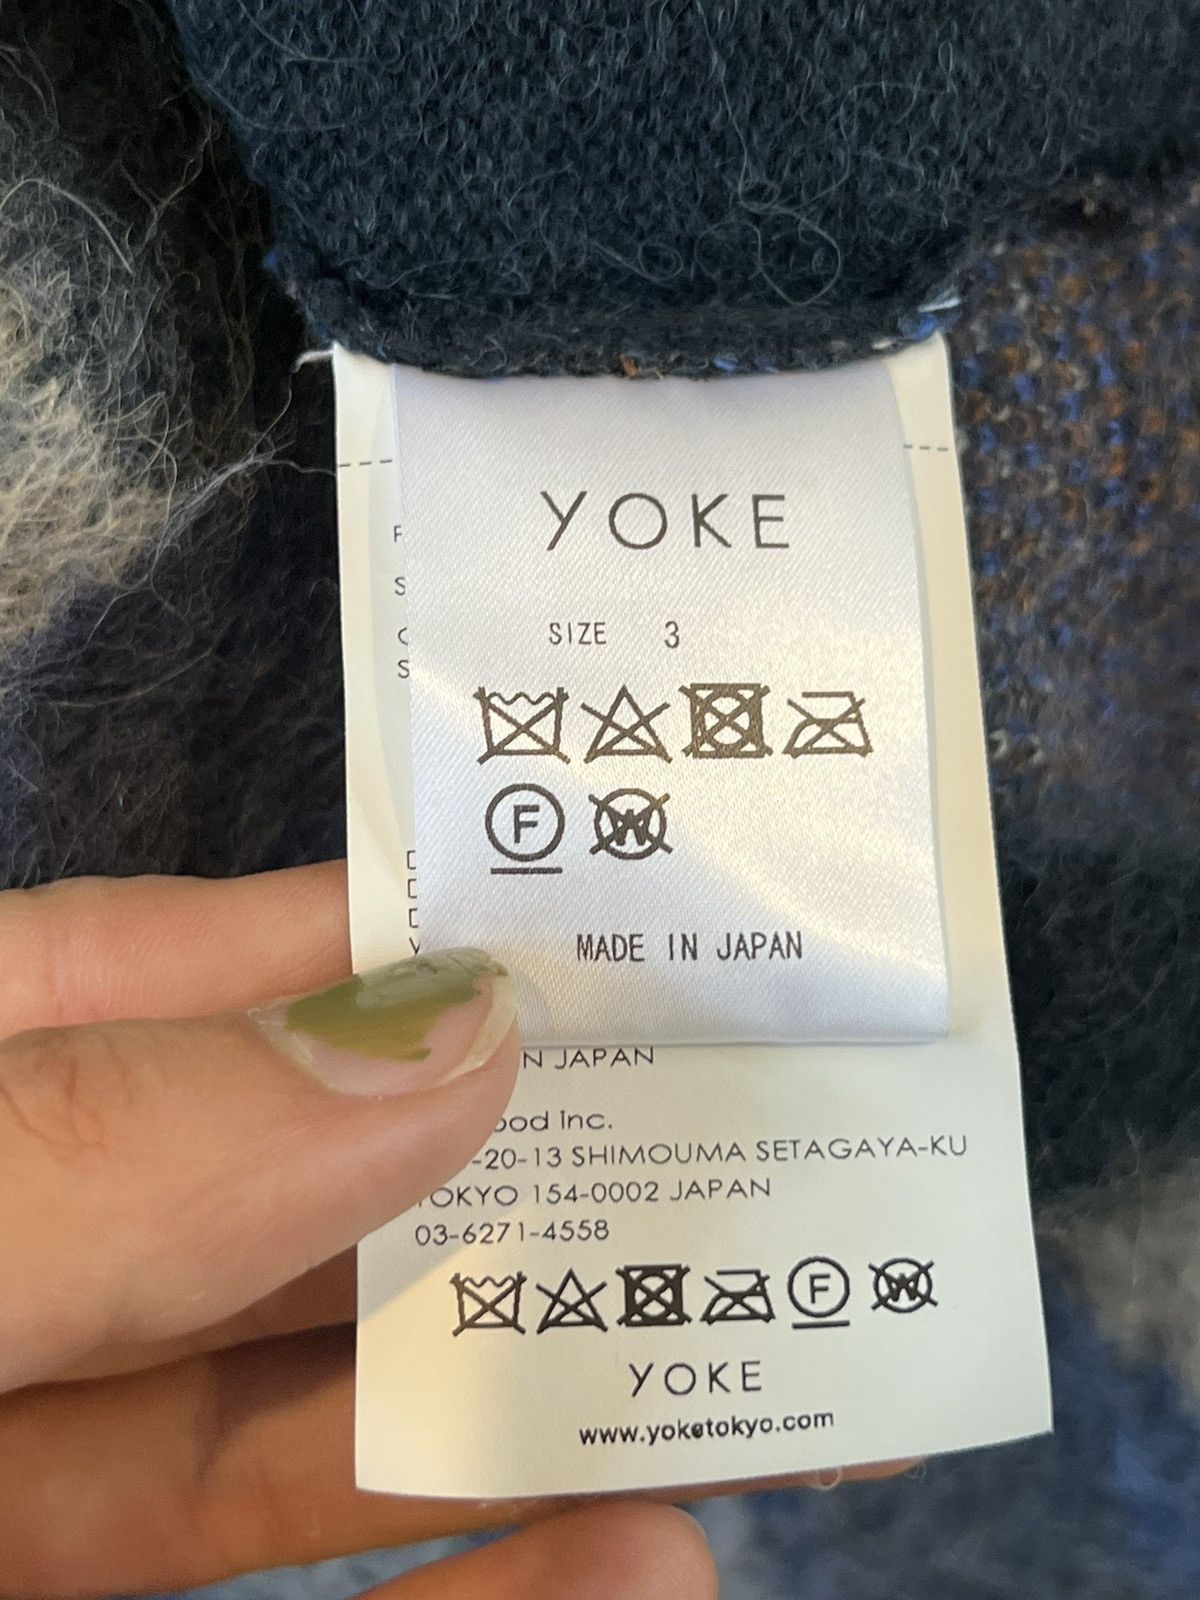 YOKE
SIZE 3
F
W
MADE IN JAPAN
N JAPAN
Inc.
-20-13 SHIMOUMA SETAGAYA-KU
TOKYO 154-0002 JAPAN
03-6271-4558
F W
YOKE
www.yoketokyo.com